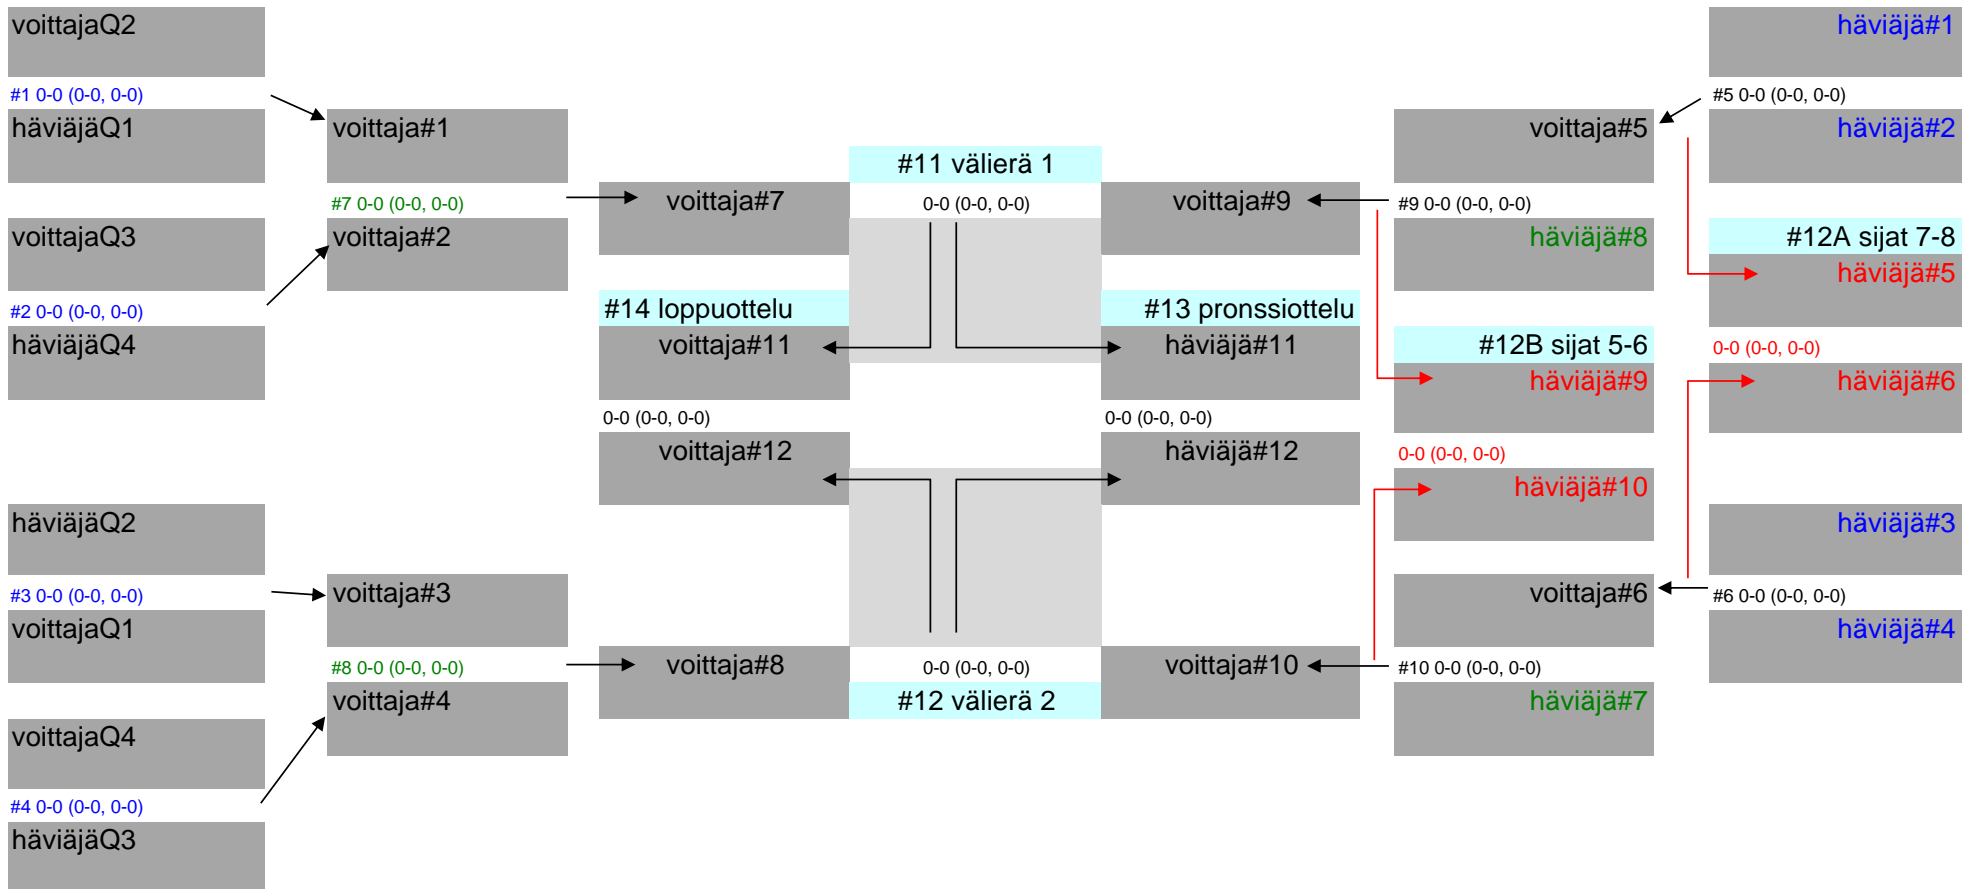 voittajaQ2
#1 0-0 (0-0, 0-0)
häviäjäQ1
voittajaQ3
#2 0-0 (0-0, 0-0)
häviäjäQ4
häviäjäQ2
#3 0-0 (0-0, 0-0)
voittajaQ1
voittajaQ4
#4 0-0 (0-0, 0-0)
häviäjäQ3
voittaja#1
#7 0-0 (0-0, 0-0)
voittaja#2
voittaja#3
#8 0-0 (0-0, 0-0)
voittaja#4
voittaja#7
#14 loppuottelu
voittaja#11
0-0 (0-0, 0-0)
voittaja#12
voittaja#8
#11 välierä 1
0-0 (0-0, 0-0)
0-0 (0-0, 0-0)
#12 välierä 2
voittaja#9
#13 pronssiottelu
häviäjä#11
0-0 (0-0, 0-0)
häviäjä#12
voittaja#10
voittaja#5
#9 0-0 (0-0, 0-0)
häviäjä#8
#12B sijat 5-6
häviäjä#9
0-0 (0-0, 0-0)
häviäjä#10
voittaja#6
#10 0-0 (0-0, 0-0)
häviäjä#7
häviäjä#1
#5 0-0 (0-0, 0-0)
häviäjä#2
#12A sijat 7-8
häviäjä#5
0-0 (0-0, 0-0)
häviäjä#6
häviäjä#3
#6 0-0 (0-0, 0-0)
häviäjä#4